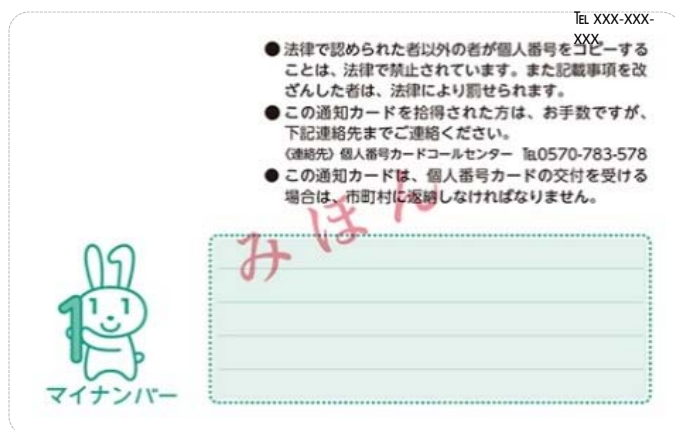 TEL XXX-XXX-
XXX
●法律で認められた者以外の者が個人番号をコピーする
ことは、法律で禁止されています。また記載事項を改
ざんした者は、法律により罰せられます。
●この通知カードを拾得された方は、お手数ですが、
下記連絡先までご連絡ください。
《連絡先》個人番号カードコールセンター ℡0570-783-578
●この通知カードは、個人番号カードの交付を受ける
場合は、市町村に返納しなければなりません。
みほん
1
マイナンバー